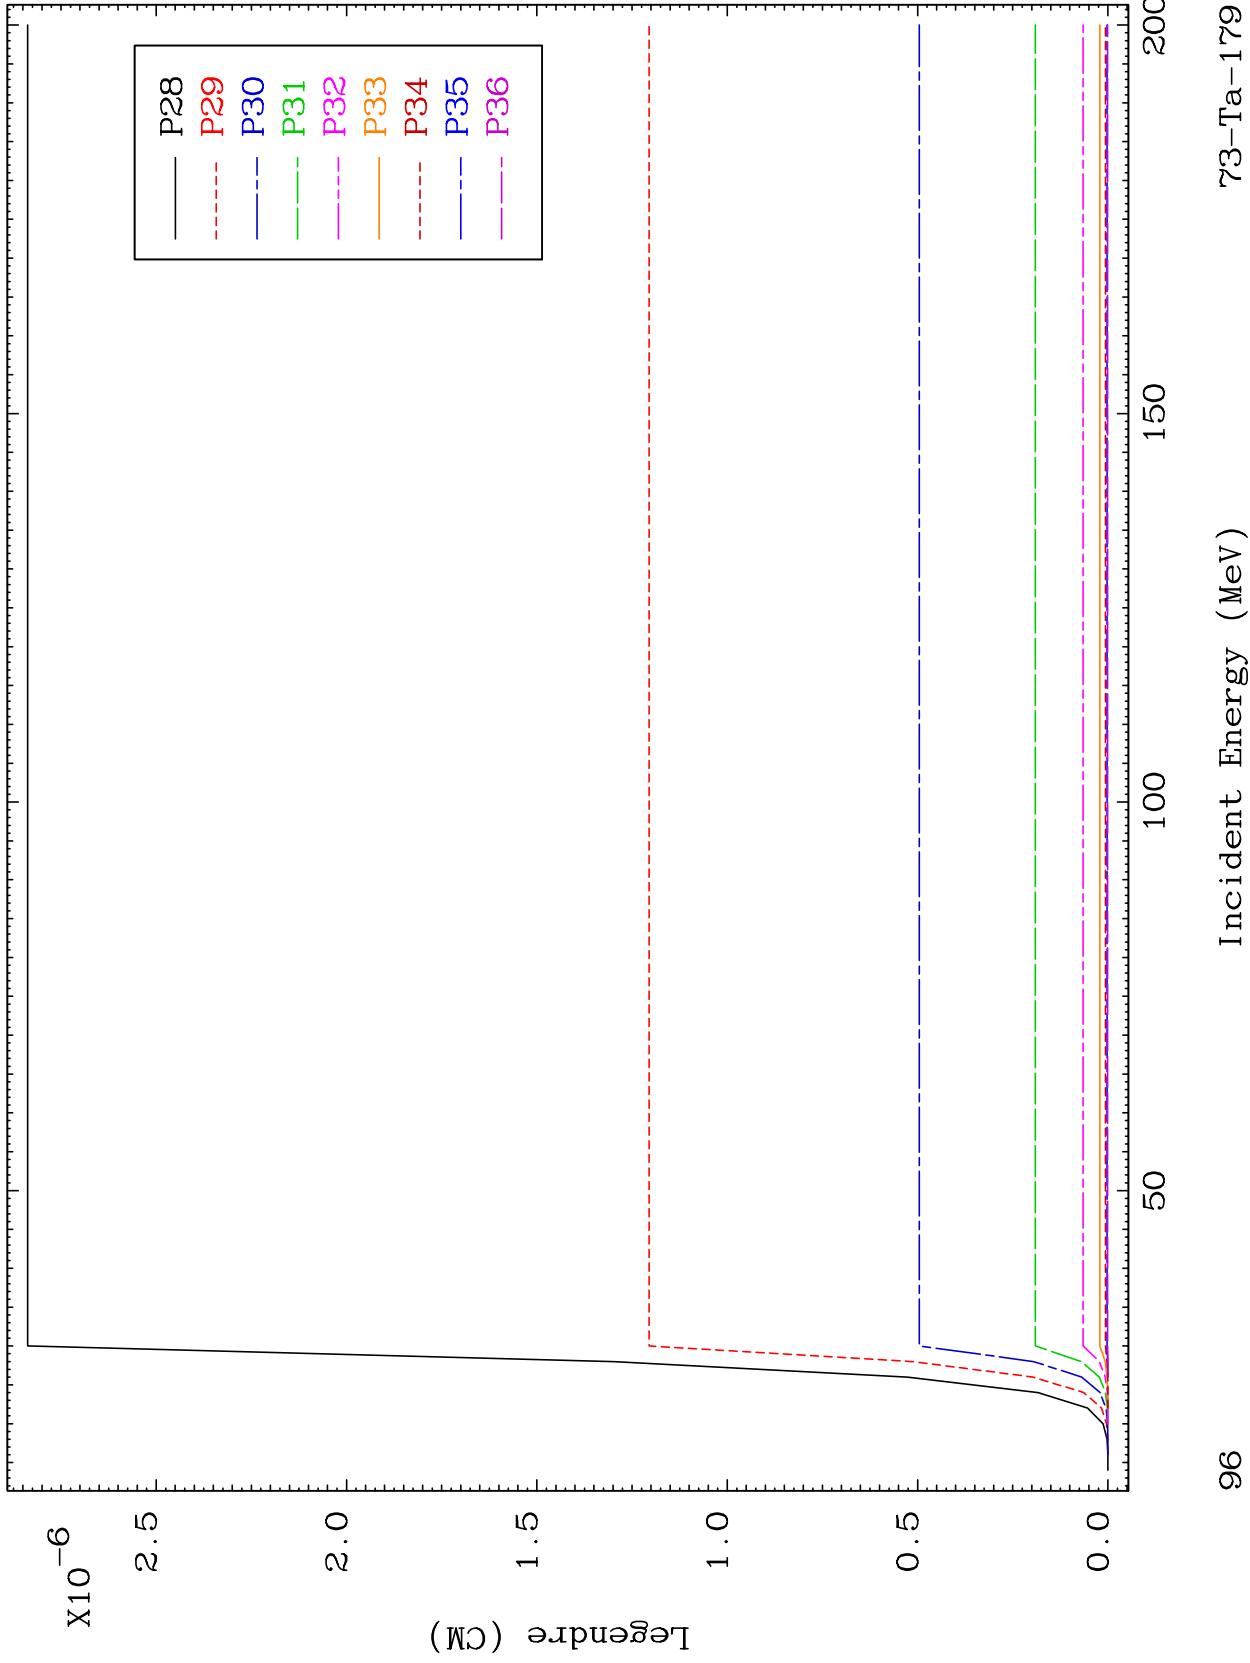 X10-6
2.5
2.0
1.5
1.0
0.5
0.0
Legendre (CM)
P28
P29
P30
P31
P32
P33
P34
P35
P36
50
100
150
200
96
Incident Energy (MeV)
73-Ta-179